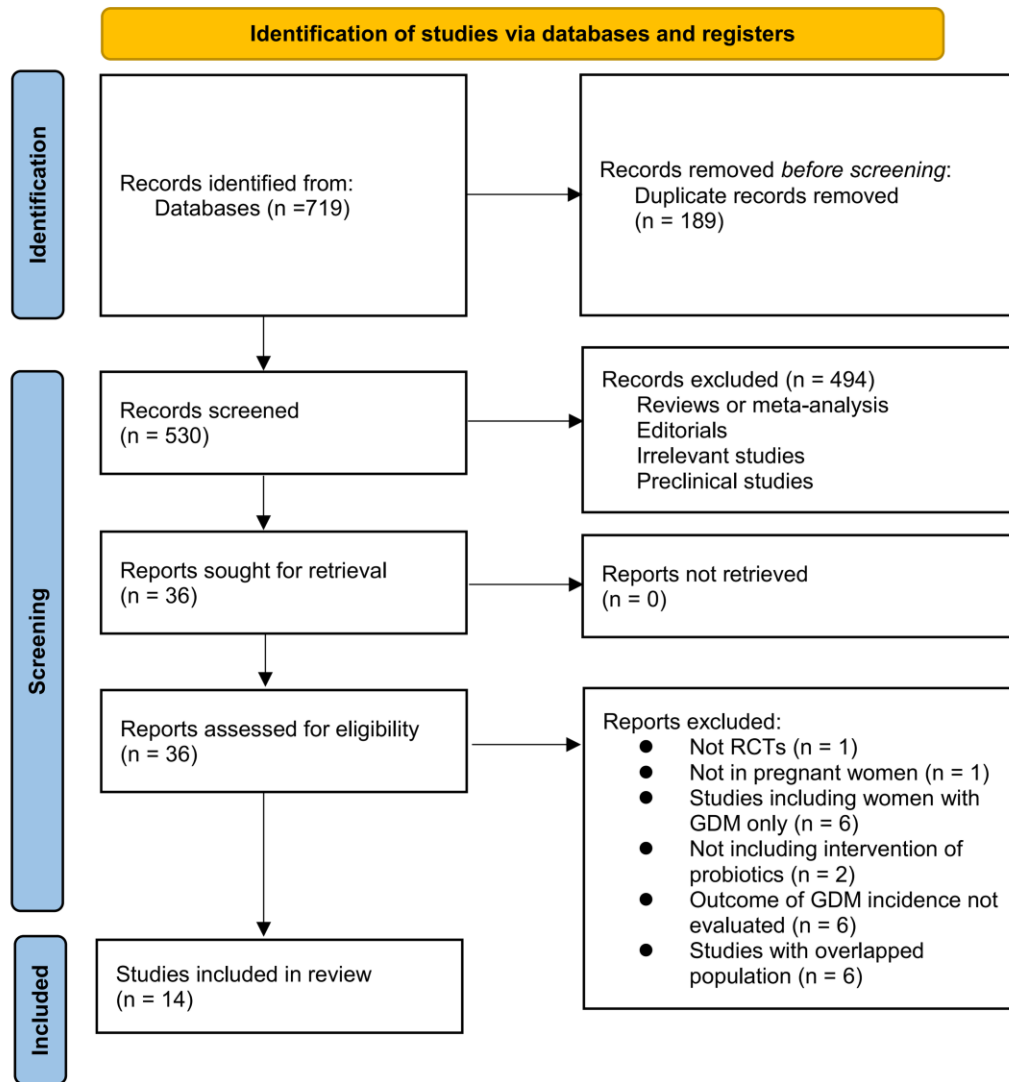 Identification of studies via databases and registers
Identification
Records identified from:
Databases (n =719)
Records removed before screening:
Duplicate records removed
(n = 189)
Screening
Records screened
(n = 530)
Records excluded (n = 494)
Reviews or meta-analysis
Editorials
Irrelevant studies
Preclinical studies
Reports sought for retrieval
(n = 36)
Reports not retrieved
(n = 0)
Reports assessed for eligibility
(n = 36)
Reports excluded:
● Not RCTs (n = 1)
● Not in pregnant women (n = 1)
● Studies including women with
GDM only (n = 6)
● Not including intervention of
probiotics (n = 2)
● Outcome of GDM incidence not
evaluated (n = 6)
● Studies with overlapped
population (n = 6)
Included
Studies included in review
(n = 14)